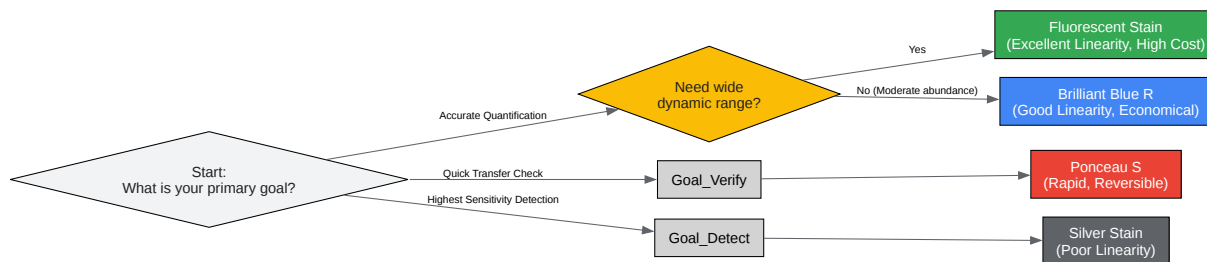 Start:
What is your primary goal?
Accurate Quantification
Quick Transfer Check
Highest Sensitivity Detection
Need wide
dynamic range?
Yes
No (Moderate abundance)
Fluorescent Stain
(Excellent Linearity, High Cost)
Brilliant Blue R
(Good Linearity, Economical)
Goal_Verify
Ponceau S
(Rapid, Reversible)
Goal_Detect
Silver Stain
(Poor Linearity)